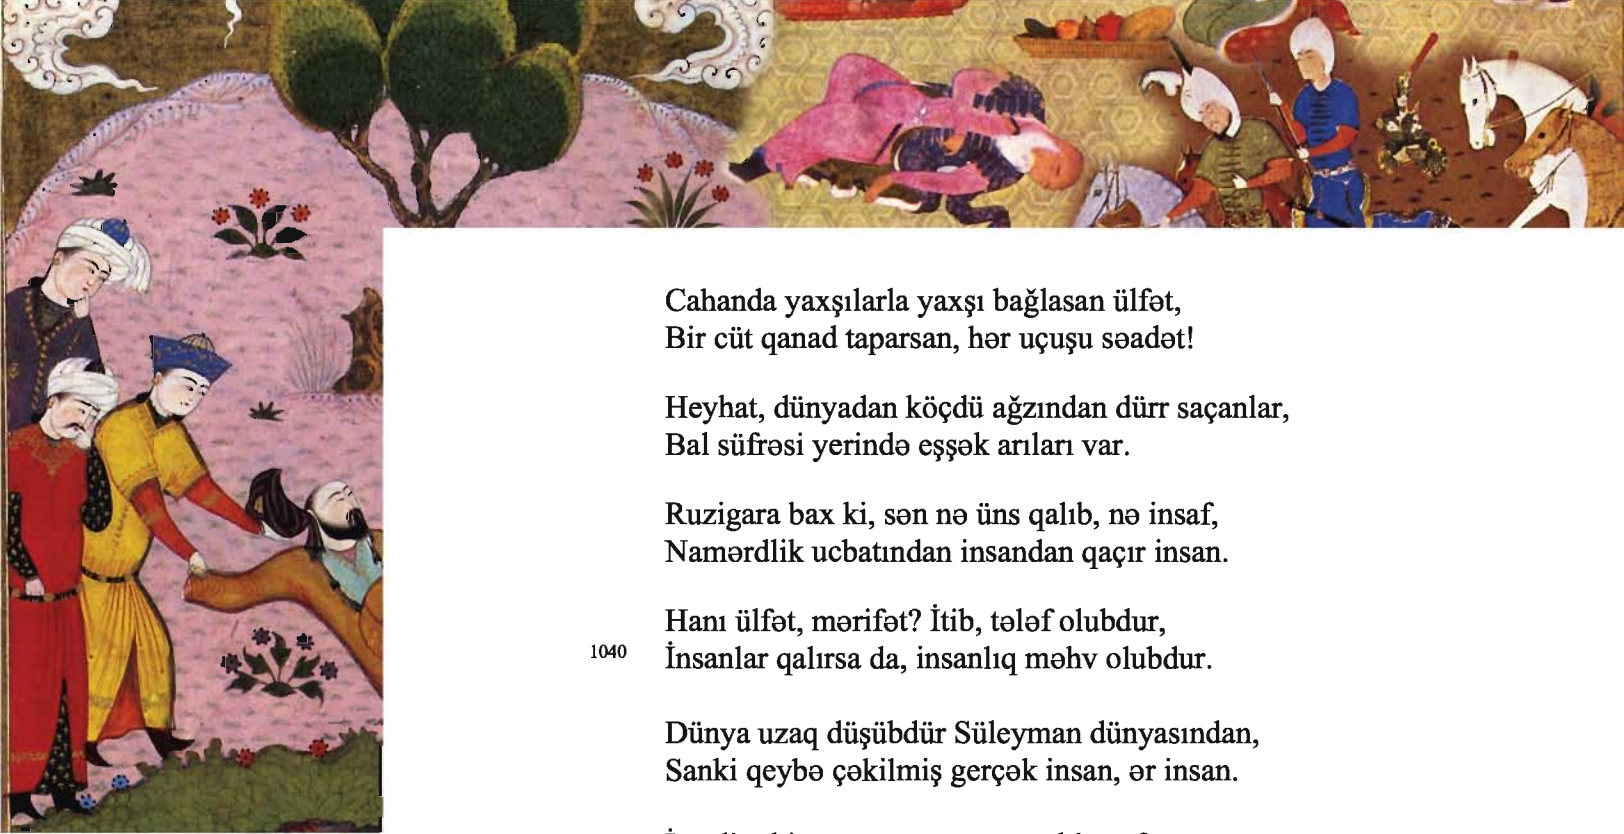 Cahanda yaxşılarla yaxşı bağlasan ülfət,
Bir cüt qanad taparsan, hər uçuşu səadət!
Heyhat, dünyadan köçdü ağzından dürr saçanlar,
Bal süfrəsi yerində eşşək arıları var.
Ruzigara bax ki, sən nə üns qalıb, nə insaf,
Namərdlik ucbatından insandan qaçır insan.
Hanı ülfət, mərifət? İtib, tələf olubdur,
1040 İnsanlar qalırsa da, insanlıq məhv olubdur.
Dünya uzaq düşübdür Süleyman dünyasından,
Sanki qeybə çəkilmiş gerçək insan, ər insan.